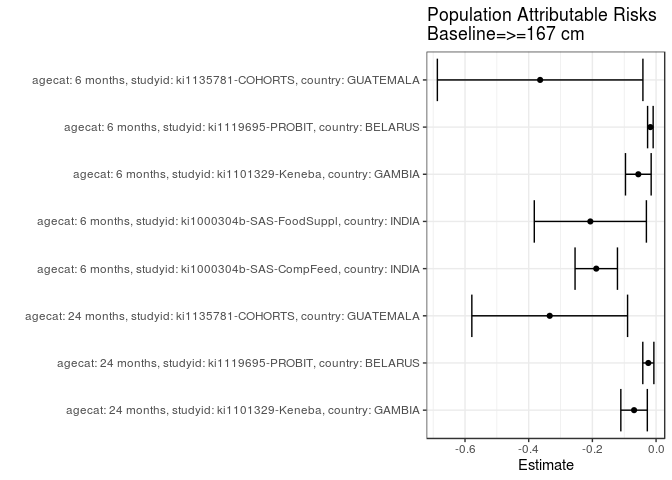 Population Attributable Risks
Baseline=>=167 cm
agecat: 6 months, studyid: ki1135781-COHORTS, country: GUATEMALA
agecat: 6 months, studyid: ki1119695-PROBIT, country: BELARUS
agecat: 6 months, studyid: ki1101329-Keneba, country: GAMBIA
agecat: 6 months, studyid: ki1000304b-SAS-FoodSuppl, country: INDIA
agecat: 6 months, studyid: ki1000304b-SAS-CompFeed, country: INDIA
agecat: 24 months, studyid: ki1135781-COHORTS, country: GUATEMALA
agecat: 24 months, studyid: ki1119695-PROBIT, country: BELARUS
agecat: 24 months, studyid: ki1101329-Keneba, country: GAMBIA
-0.6 -0.4 -0.2 0.0
Estimate